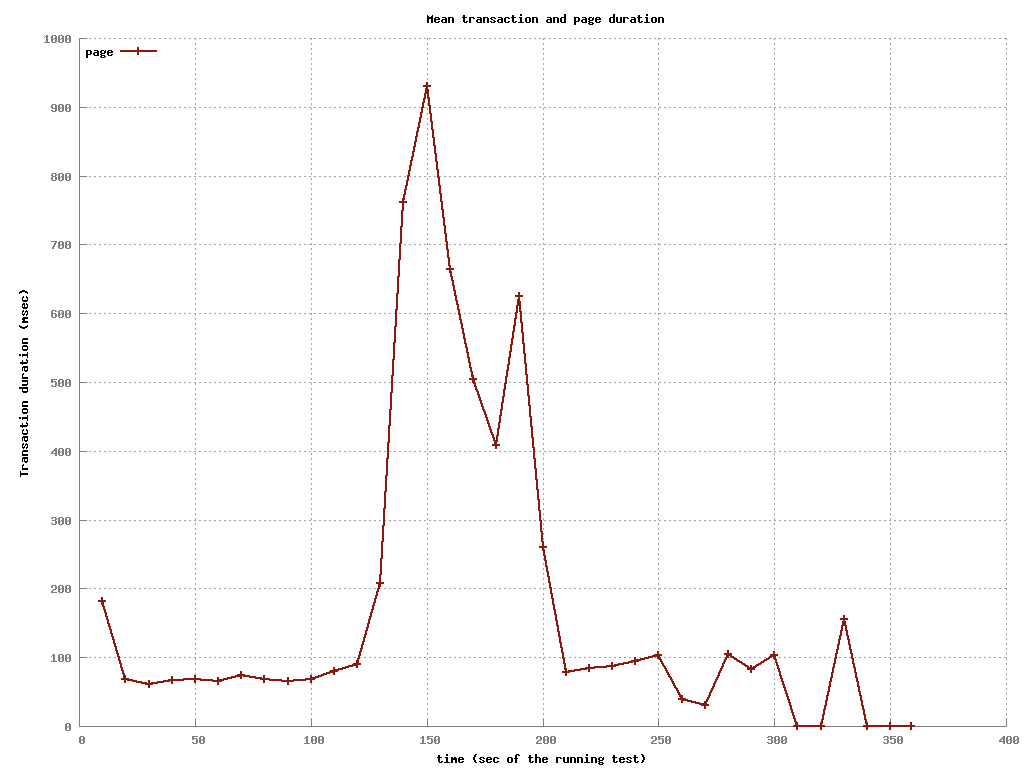 Mean transaction and page duration
page
1000
900
800
700
600
500
400
300
200
100
0
Transaction duration (msec)
0 50 100 150 200 250 300 350 400
time (sec of the running test)